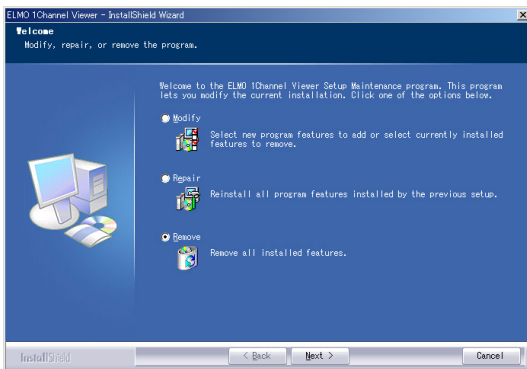 ELMO 1Channel Viewer - InstallShield Wizard
Welcome
Modify, repair, or remove the program.
Welcome to the ELMO 1Channel Viewer Setup Maintenance program. This program
lets you modify the current installation. Click one of the options below.
Modify
Select new program features to add or select currently installed
features to remove.
Repair
Reinstall all program features installed by the previous setup.
Remove
Remove all installed features.
InstallShield
< Back
Next >
Cancel